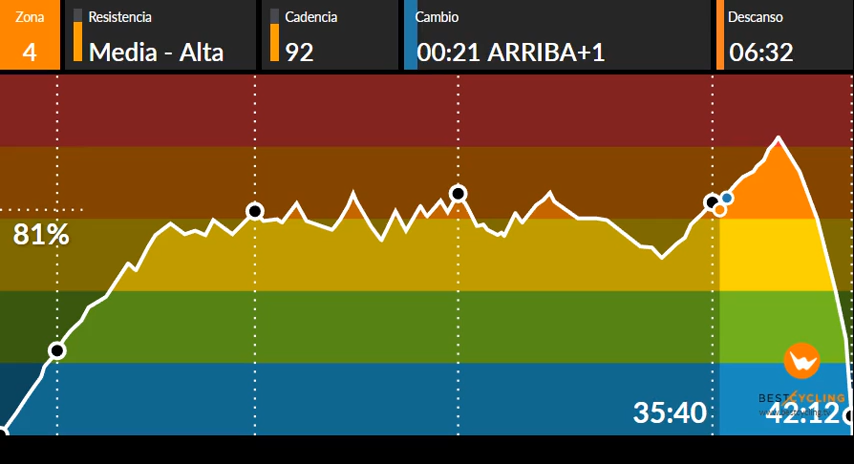 Zona
4
Resistencia
Media - Alta
Cadencia
92
Cambio
00:21 ARRIBA+1
Descanso
06:32
81%
35:40
42:12
BESTCYCLING